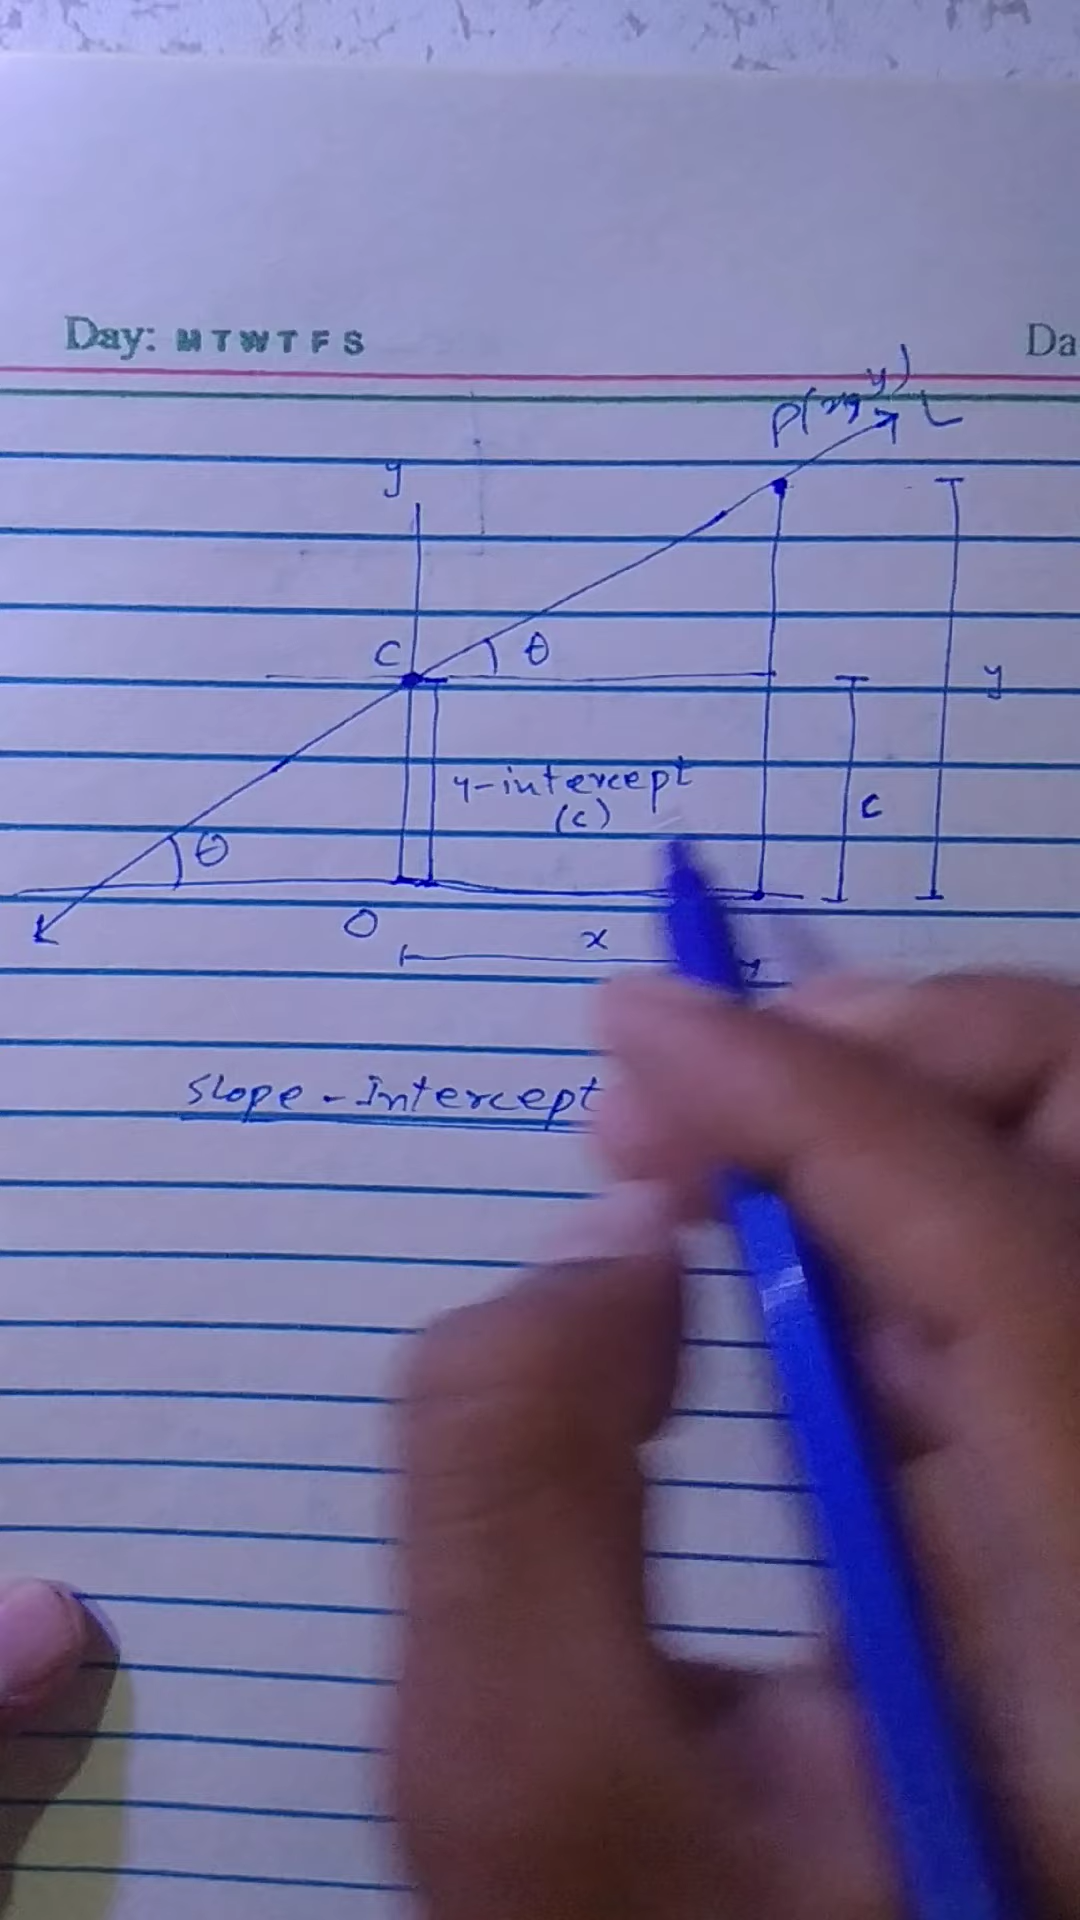 Day: M T W T F S
Da
P(x, y)
L
y
C
θ
y
y-intercept
(c)
c
θ
O
x
Slope - Intercept